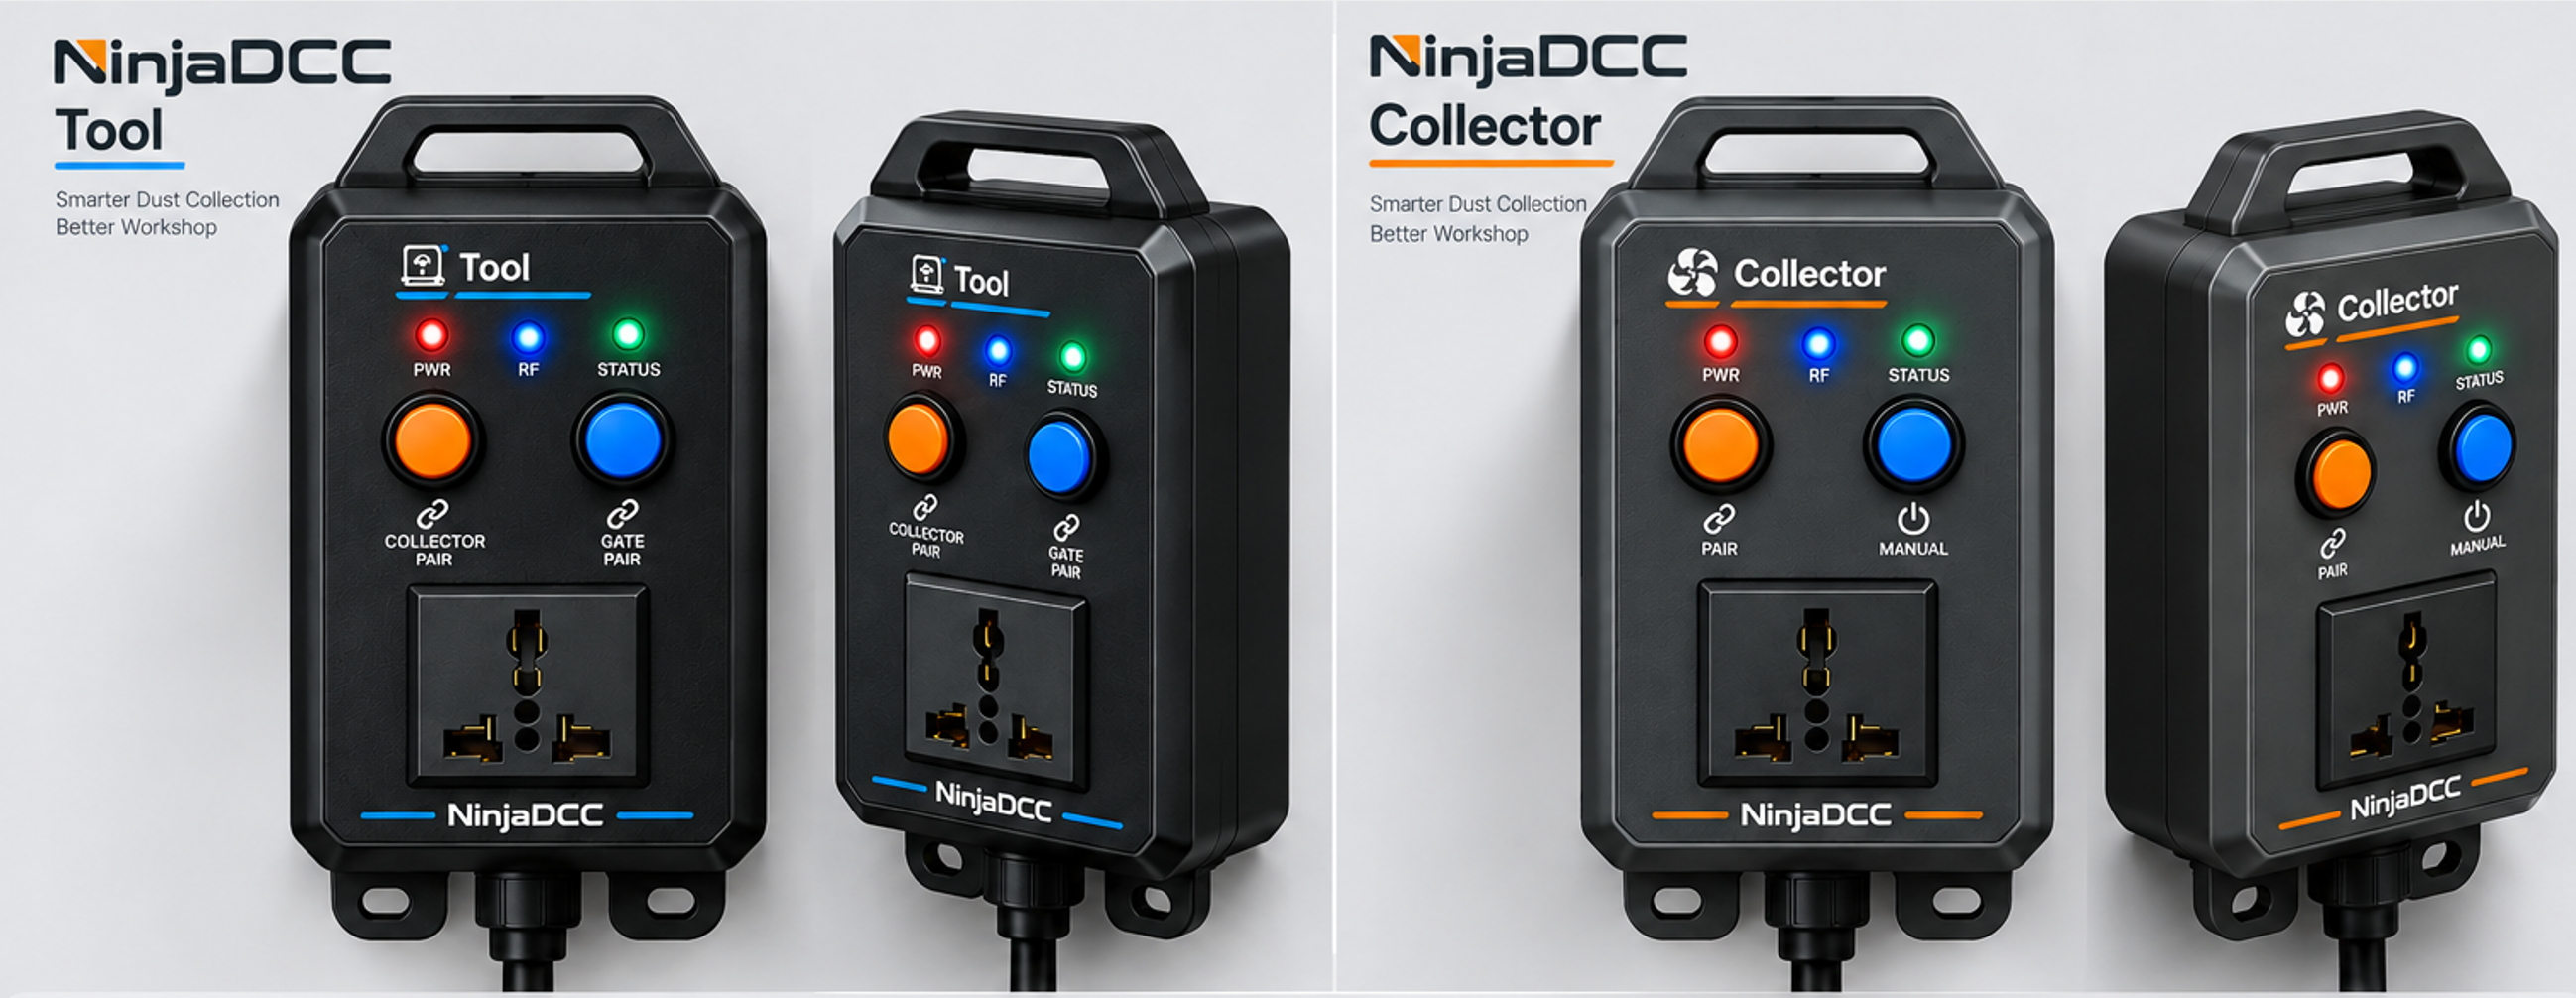 NinjaDCC
Tool
Smarter Dust Collection
Better Workshop
Tool
PWR
RF
STATUS
COLLECTOR
PAIR
GATE
PAIR
NinjaDCC
Tool
PWR
RF
STATUS
COLLECTOR
PAIR
GATE
PAIR
NinjaDCC
NinjaDCC
Collector
Smarter Dust Collection
Better Workshop
Collector
PWR
RF
STATUS
PAIR
MANUAL
NinjaDCC
Collector
PWR
RF
STATUS
PAIR
MANUAL
NinjaDCC